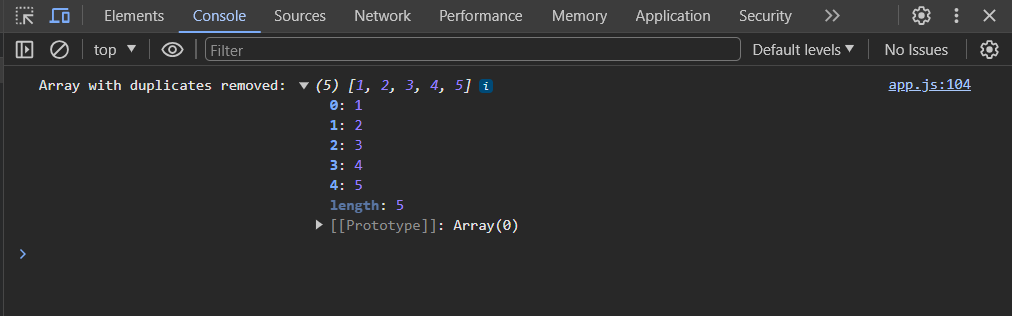 Elements Console Sources Network Performance Memory Application Security
top Filter Default levels No Issues
Array with duplicates removed: (5) [1, 2, 3, 4, 5] i app.js:104
0: 1
1: 2
2: 3
3: 4
4: 5
length: 5
[[Prototype]]: Array(0)